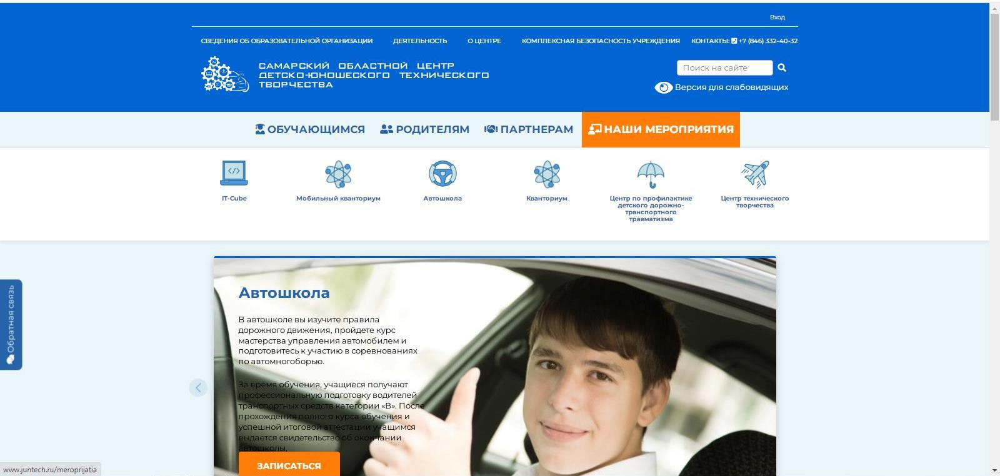 Вход
СВЕДЕНИЯ ОБ ОБРАЗОВАТЕЛЬНОЙ ОРГАНИЗАЦИИ ДЕЯТЕЛЬНОСТЬ О ЦЕНТРЕ КОМПЛЕКСНАЯ БЕЗОПАСНОСТЬ УЧРЕЖДЕНИЯ КОНТАКТЫ: +7 (846) 332-40-32
САМАРСКИЙ ОБЛАСТНОЙ ЦЕНТР
ДЕТСКО-ЮНОШЕСКОГО ТЕХНИЧЕСКОГО
ТВОРЧЕСТВА
Поиск на сайте
Версия для слабовидящих
ОБУЧАЮЩИМСЯ РОДИТЕЛЯМ ПАРТНЕРАМ НАШИ МЕРОПРИЯТИЯ
IT-Cube
Мобильный кванториум
Автошкола
Кванториум
Центр по профилактике
детского дорожно-
транспортного
травматизма
Центр технического
творчества
Обратная связь
Автошкола
В автошколе вы изучите правила
дорожного движения, пройдете курс
мастерства управления автомобилем и
подготовитесь к участию в соревнованиях
по автомногоборью.
За время обучения, учащиеся получают
профессиональную подготовку водителей
транспортных средств категории «В». После
прохождения полного курса обучения и
успешной итоговой аттестации учащимся
выдается свидетельство об окончании
автошколы.
ЗАПИСАТЬСЯ
www.juntech.ru/meroprijatia